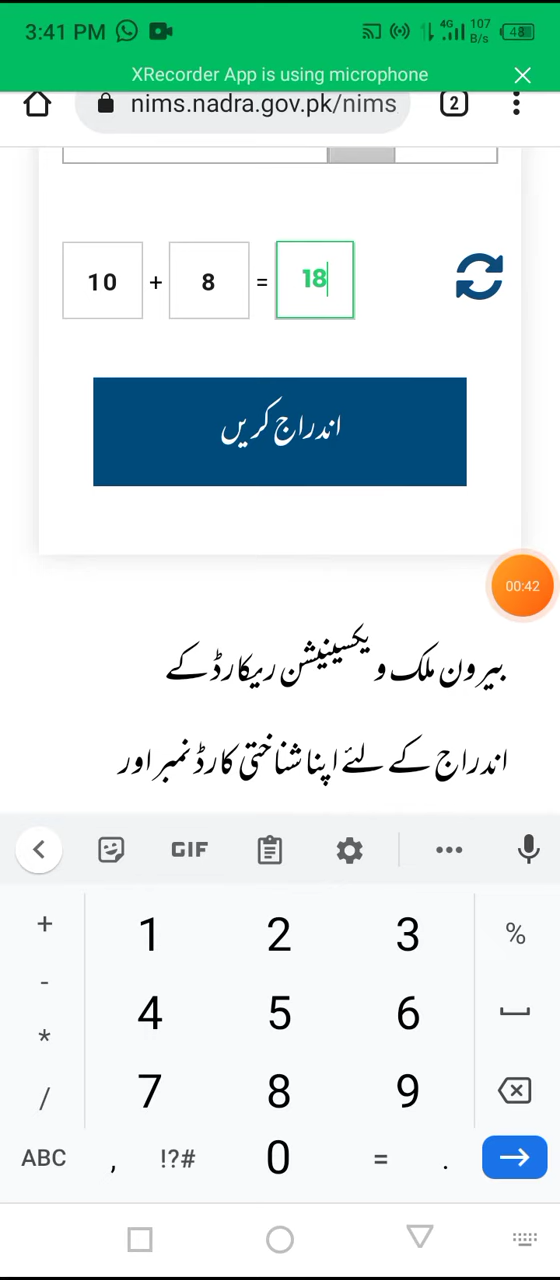 3:41 PM 4G 107 B/s 48
XRecorder App is using microphone
nims.nadra.gov.pk/nims 2
10 + 8 = 18
اندراج کریں
00:42
بیرون ملک ویکسینیشن ریکارڈ کے
اندراج کے لئے اپنا شناختی کارڈ نمبر اور
GIF
+ 1 2 3 %
- 4 5 6
*
/ 7 8 9
ABC , !?# 0 = .